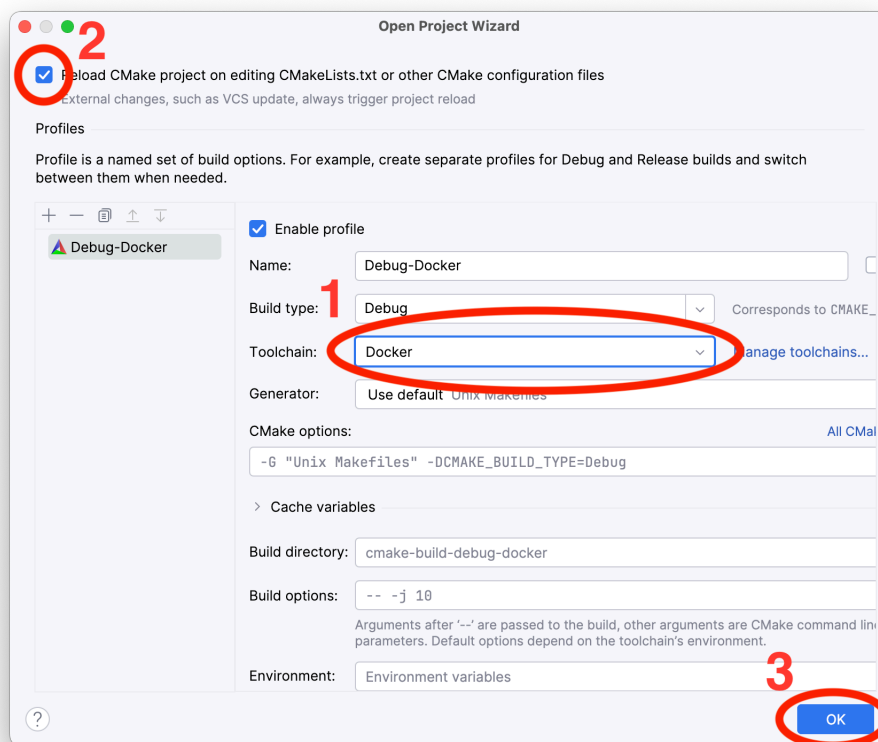 Open Project Wizard
2
Reload CMake project on editing CMakeLists.txt or other CMake configuration files
External changes, such as VCS update, always trigger project reload
Profiles
Profile is a named set of build options. For example, create separate profiles for Debug and Release builds and switch
between them when needed.
Debug-Docker
Enable profile
Name: Debug-Docker
1
Build type: Debug Corresponds to CMAKE_
Toolchain: Docker Manage toolchains...
Generator: Use default Unix Makefiles
CMake options: All CMak
-G "Unix Makefiles" -DCMAKE_BUILD_TYPE=Debug
Cache variables
Build directory: cmake-build-debug-docker
Build options: -- -j 10
Arguments after '--' are passed to the build, other arguments are CMake command line
parameters. Default options depend on the toolchain's environment.
Environment: Environment variables
3
? OK